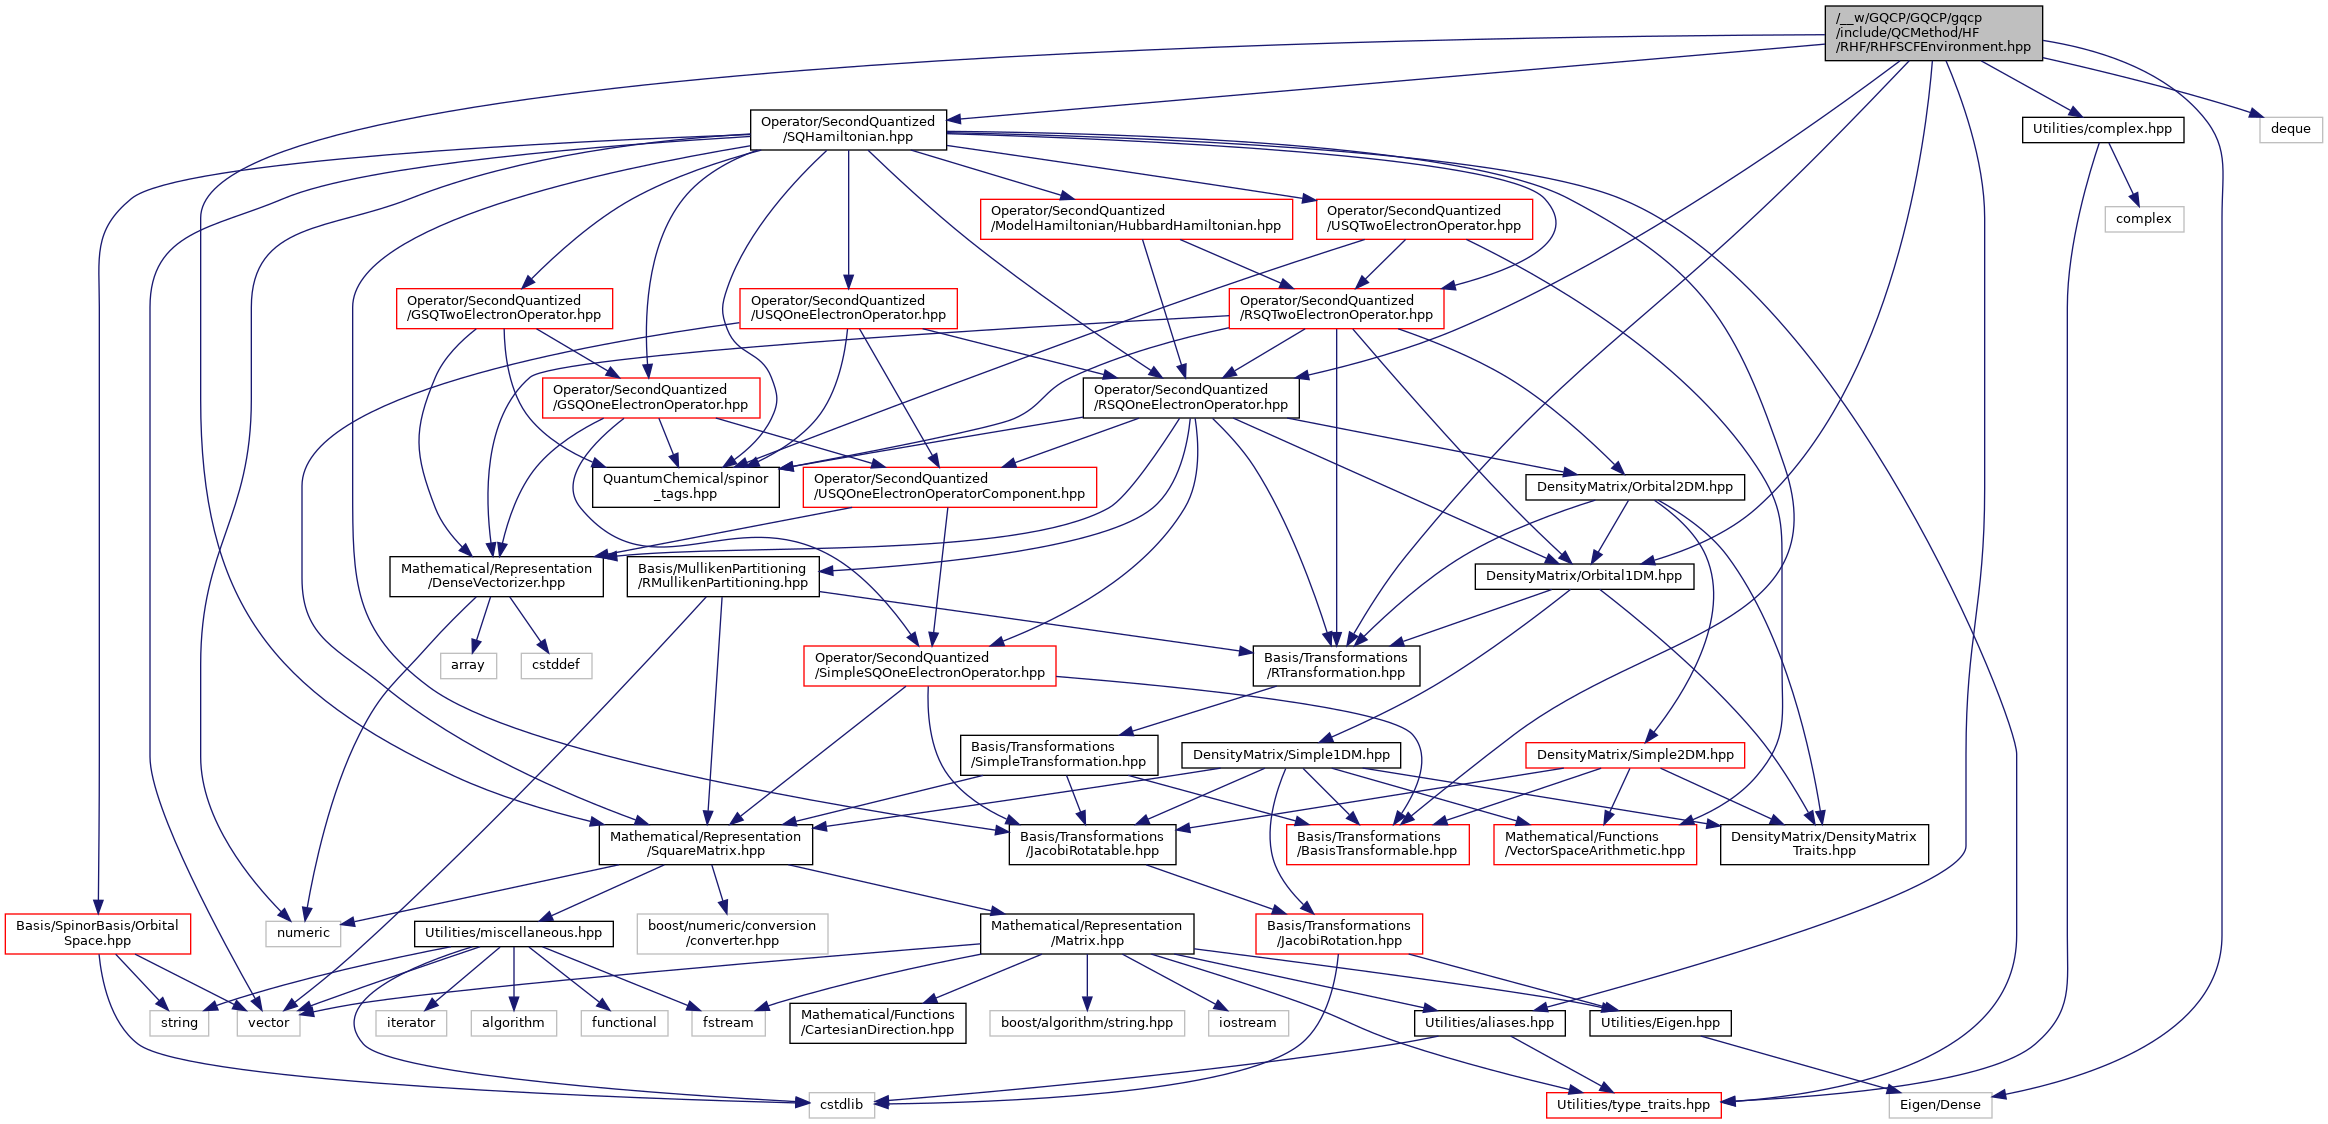 /__w/GQCP/GQCP/gqcp
/include/QCMethod/HF
/RHF/RHFSCFEnvironment.hpp
Operator/SecondQuantized
/SQHamiltonian.hpp
Utilities/complex.hpp
deque
Operator/SecondQuantized
/ModelHamiltonian/HubbardHamiltonian.hpp
Operator/SecondQuantized
/USQTwoElectronOperator.hpp
complex
Operator/SecondQuantized
/GSQTwoElectronOperator.hpp
Operator/SecondQuantized
/USQOneElectronOperator.hpp
Operator/SecondQuantized
/RSQTwoElectronOperator.hpp
Operator/SecondQuantized
/GSQOneElectronOperator.hpp
Operator/SecondQuantized
/RSQOneElectronOperator.hpp
QuantumChemical/spinor
_tags.hpp
Operator/SecondQuantized
/USQOneElectronOperatorComponent.hpp
DensityMatrix/Orbital2DM.hpp
Mathematical/Representation
/DenseVectorizer.hpp
Basis/MullikenPartitioning
/RMullikenPartitioning.hpp
DensityMatrix/Orbital1DM.hpp
array
cstddef
Operator/SecondQuantized
/SimpleSQOneElectronOperator.hpp
Basis/Transformations
/RTransformation.hpp
Basis/Transformations
/SimpleTransformation.hpp
DensityMatrix/Simple1DM.hpp
DensityMatrix/Simple2DM.hpp
Mathematical/Representation
/SquareMatrix.hpp
Basis/Transformations
/JacobiRotatable.hpp
Basis/Transformations
/BasisTransformable.hpp
Mathematical/Functions
/VectorSpaceArithmetic.hpp
DensityMatrix/DensityMatrix
Traits.hpp
Basis/SpinorBasis/Orbital
Space.hpp
numeric
Utilities/miscellaneous.hpp
boost/numeric/conversion
/converter.hpp
Mathematical/Representation
/Matrix.hpp
Basis/Transformations
/JacobiRotation.hpp
string
vector
iterator
algorithm
functional
fstream
Mathematical/Functions
/CartesianDirection.hpp
boost/algorithm/string.hpp
iostream
Utilities/aliases.hpp
Utilities/Eigen.hpp
cstdlib
Utilities/type_traits.hpp
Eigen/Dense